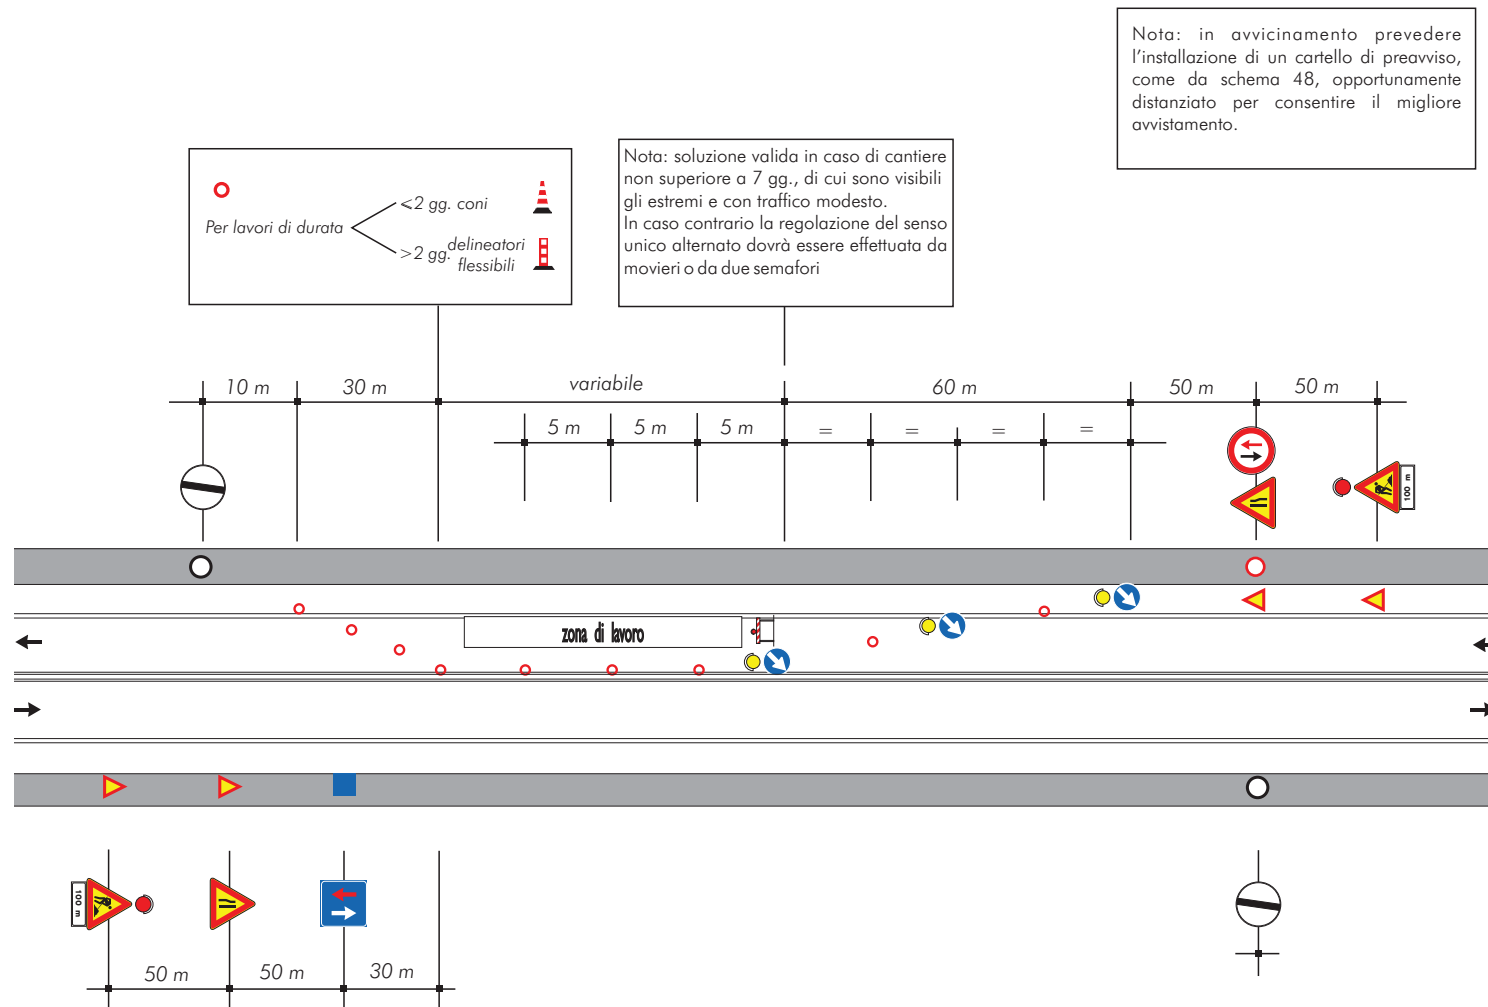 Nota: in avvicinamento prevedere
l'installazione di un cartello di preavviso,
come da schema 48, opportunamente
distanziato per consentire il migliore
avvistamento.
Per lavori di durata
⩽2 gg. coni
>2 gg. delineatori
flessibili
Nota: soluzione valida in caso di cantiere
non superiore a 7 gg., di cui sono visibili
gli estremi e con traffico modesto.
In caso contrario la regolazione del senso
unico alternato dovrà essere effettuata da
movieri o da due semafori
10 m 30 m variabile 60 m 50 m 50 m
5 m 5 m 5 m = = = =
100 m
zona di lavoro
100 m
50 m 50 m 30 m